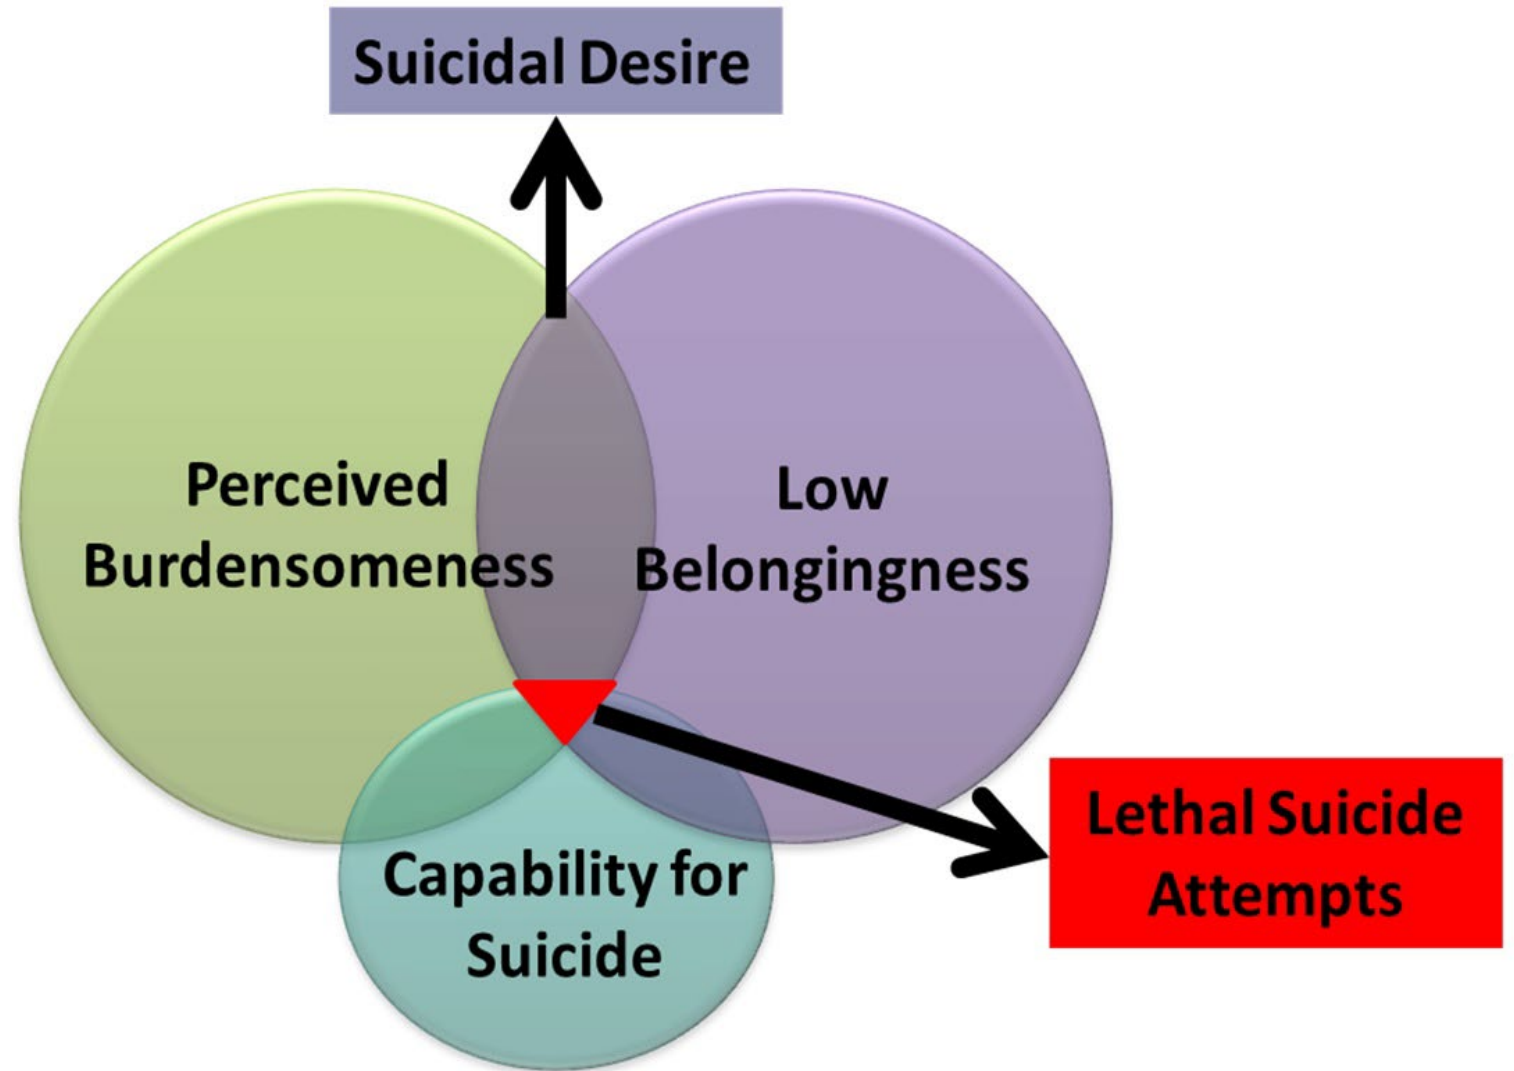 Suicidal Desire
Perceived
Burdensomeness
Low
Belongingness
Capability for
Suicide
Lethal Suicide
Attempts